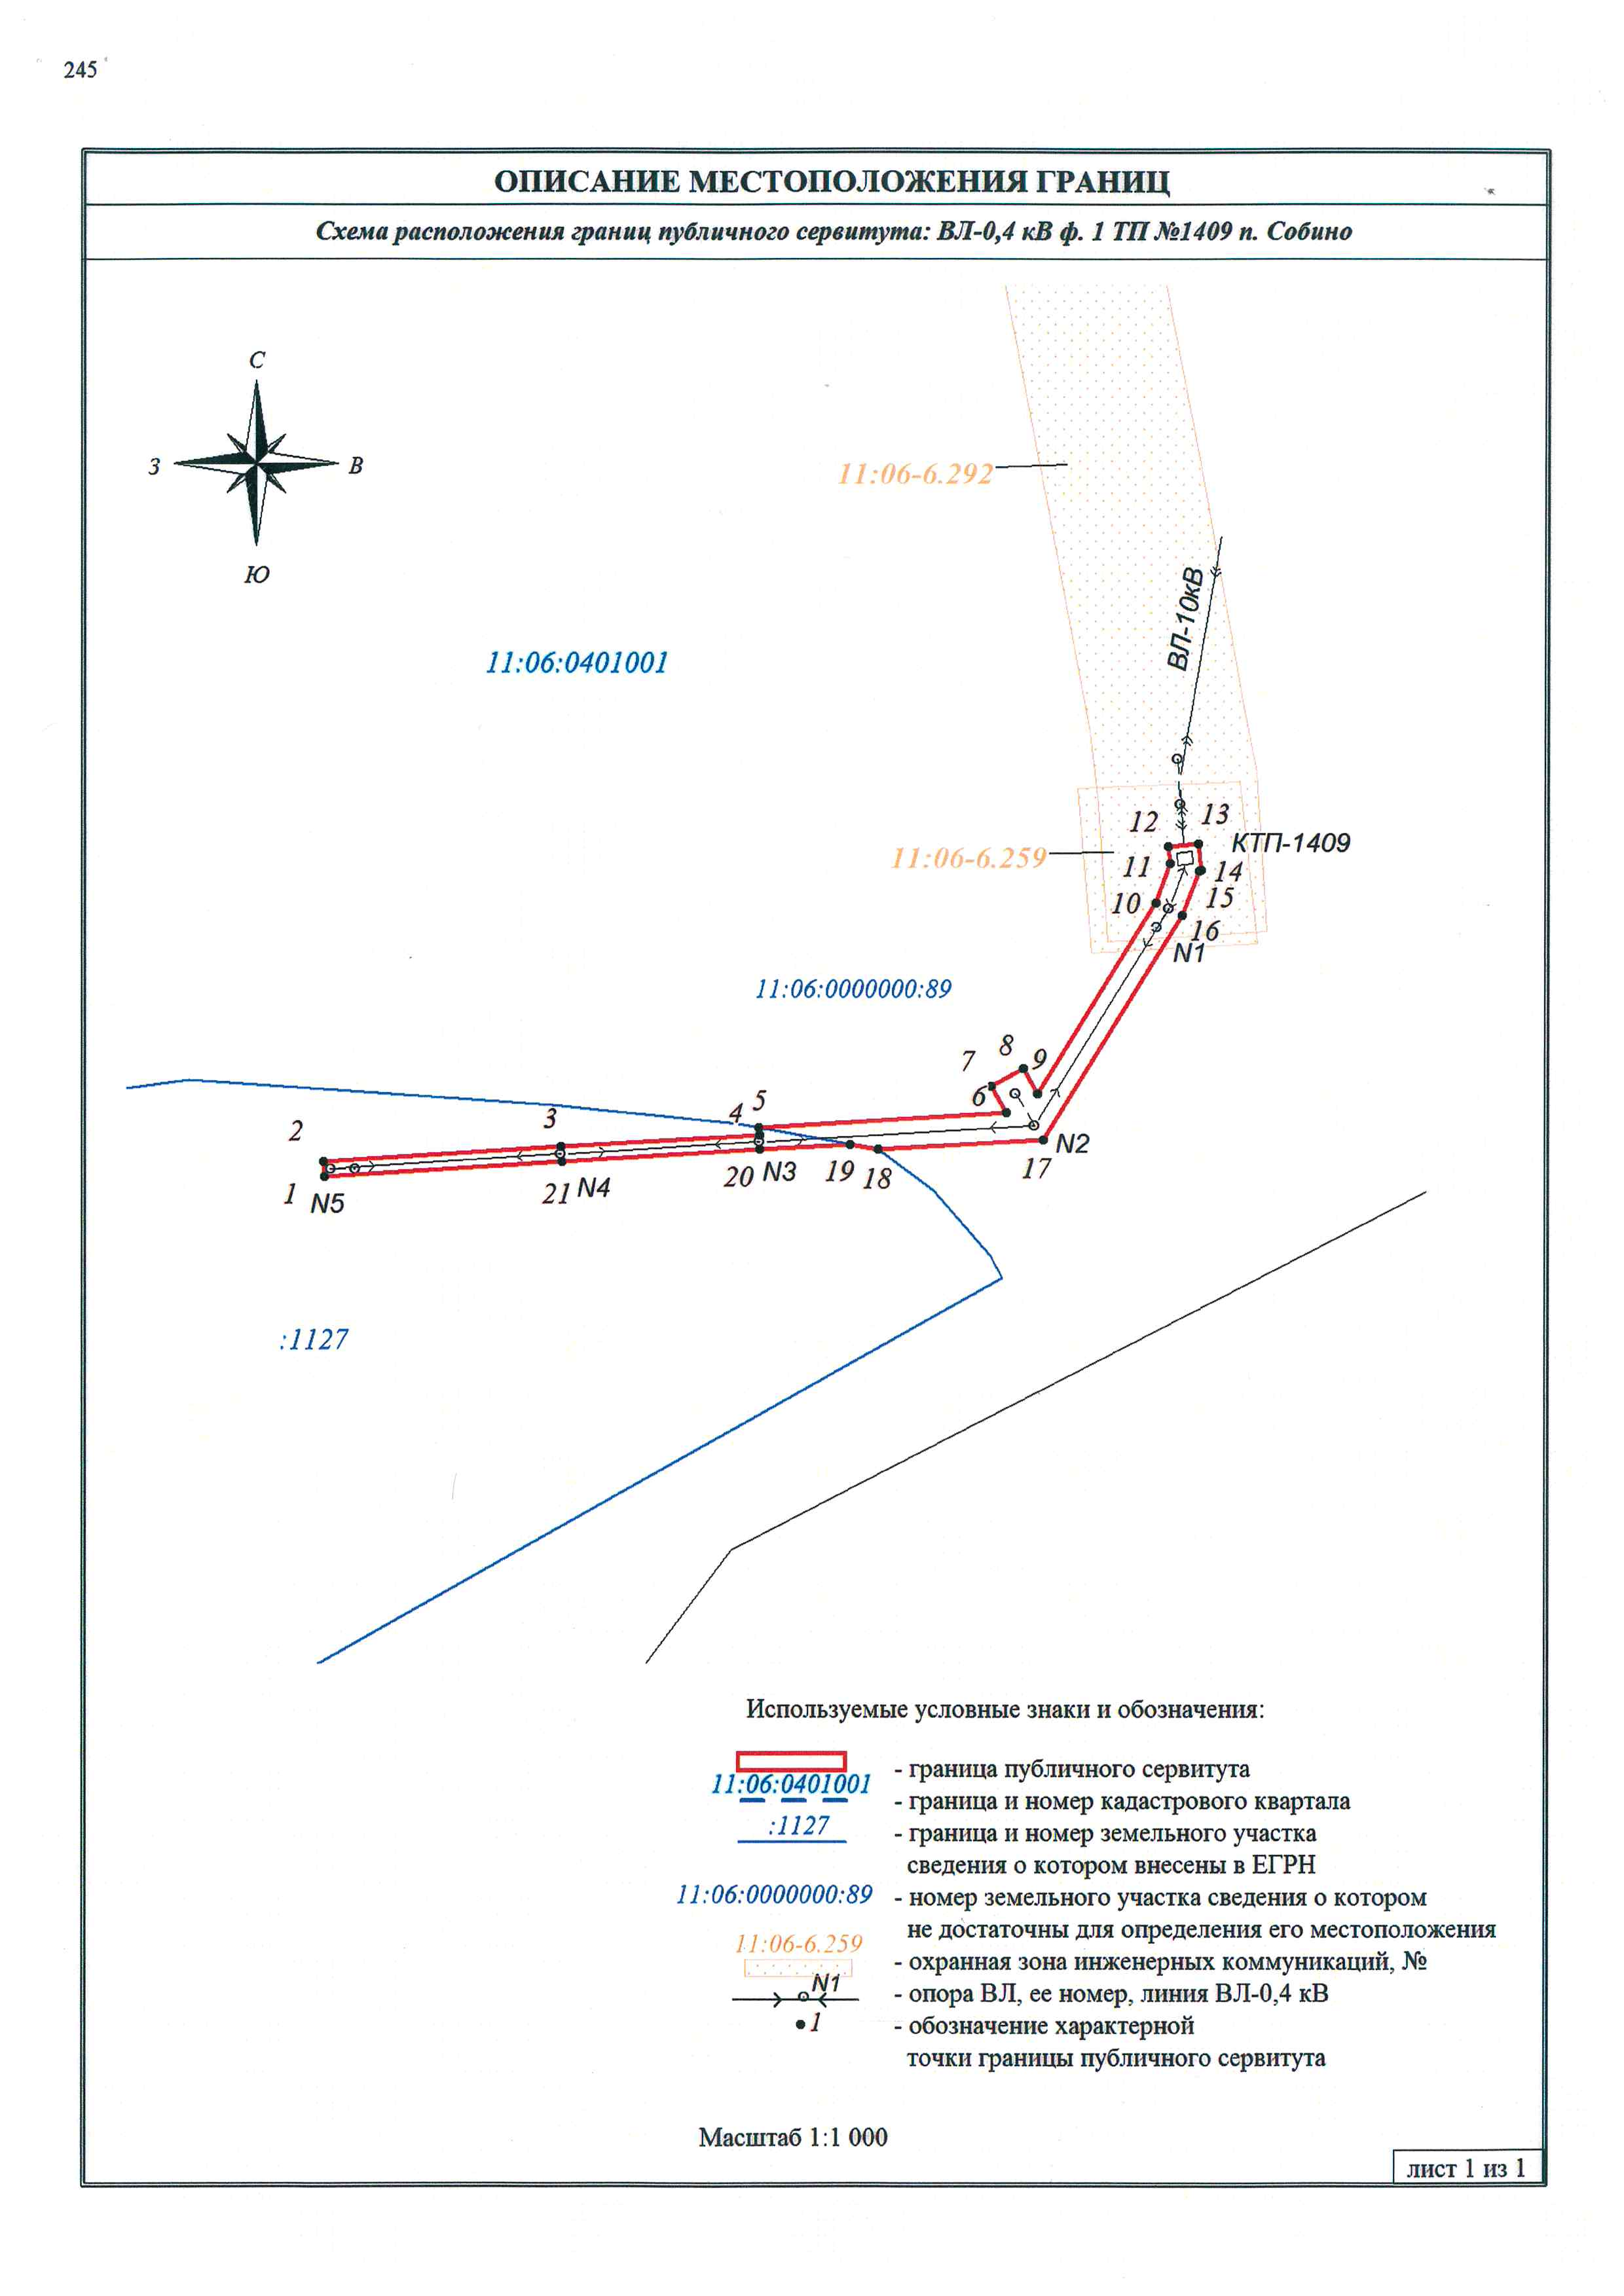 245
ОПИСАНИЕ МЕСТОПОЛОЖЕНИЯ ГРАНИЦ
Схема расположения границ публичного сервитута: ВЛ-0,4 кВ ф. 1 ТП №1409 п. Собино
С
З
В
Ю
11:06-6.292
ВЛ-10кВ
11:06:0401001
12
13
КТП-1409
11:06-6.259
11
14
10
15
16
N1
11:06:0000000:89
8
7
9
6
5
4
3
2
N2
17
1
N5
21
N4
20
N3
19
18
:1127
Используемые условные знаки и обозначения:
- граница публичного сервитута
11:06:0401001
- граница и номер кадастрового квартала
:1127
- граница и номер земельного участка
сведения о котором внесены в ЕГРН
11:06:0000000:89 - номер земельного участка сведения о котором
не достаточны для определения его местоположения
11:06-6.259
- охранная зона инженерных коммуникаций, №
N1
- опора ВЛ, ее номер, линия ВЛ-0,4 кВ
1
- обозначение характерной
точки границы публичного сервитута
Масштаб 1:1 000
лист 1 из 1